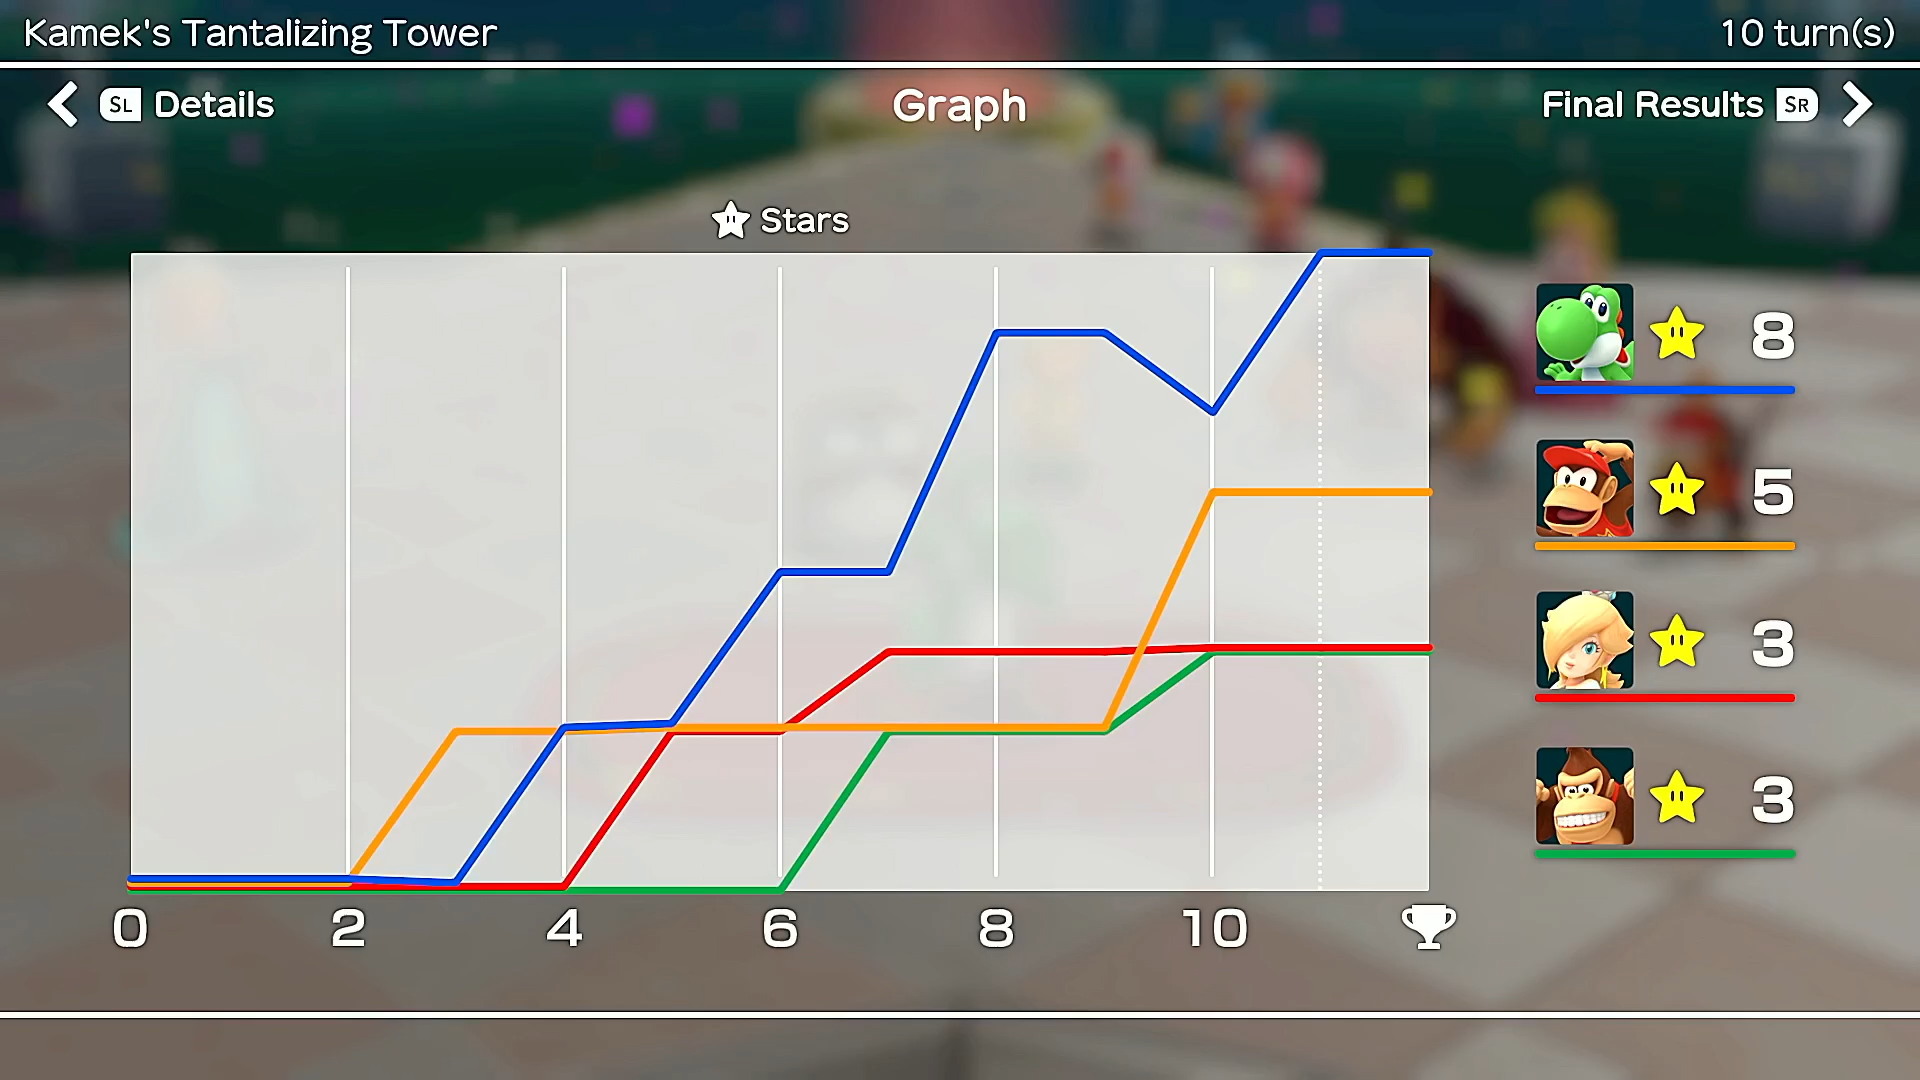 Kamek's Tantalizing Tower
10 turn(s)
SL Details
Graph
Final Results SR
Stars
8
5
3
3
0 2 4 6 8 10